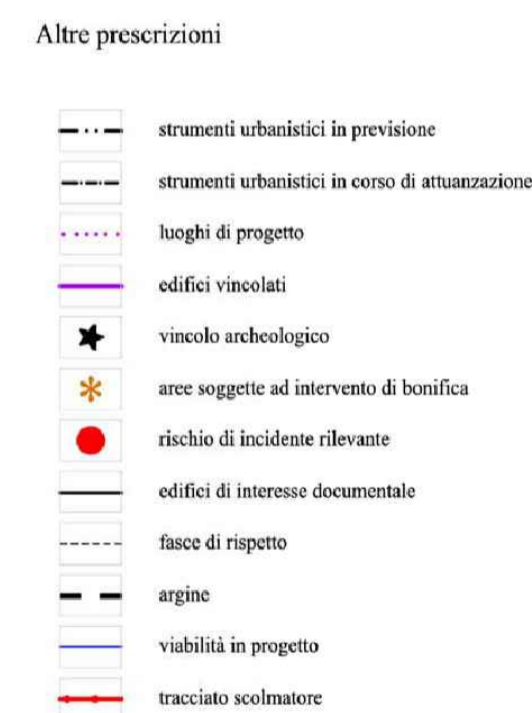 Altre prescrizioni
strumenti urbanistici in previsione
strumenti urbanistici in corso di attuanzazione
luoghi di progetto
edifici vincolati
vincolo archeologico
aree soggette ad intervento di bonifica
rischio di incidente rilevante
edifici di interesse documentale
fasce di rispetto
argine
viabilità in progetto
tracciato scolmatore